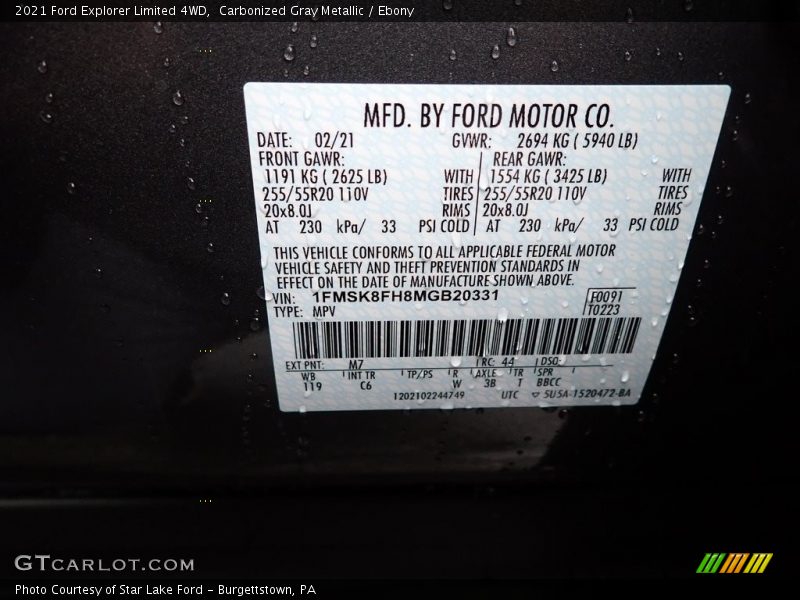 2021 Ford Explorer Limited 4WD, Carbonized Gray Metallic / Ebony
MFD. BY FORD MOTOR CO.
DATE: 02/21 GVWR: 2694 KG ( 5940 LB)
FRONT GAWR: REAR GAWR:
1191 KG ( 2625 LB) WITH 1554 KG ( 3425 LB) WITH
255/55R20 110V TIRES 255/55R20 110V TIRES
20x8.0J RIMS 20x8.0J RIMS
AT 230 kPa/ 33 PSI COLD AT 230 kPa/ 33 PSI COLD
THIS VEHICLE CONFORMS TO ALL APPLICABLE FEDERAL MOTOR
VEHICLE SAFETY AND THEFT PREVENTION STANDARDS IN
EFFECT ON THE DATE OF MANUFACTURE SHOWN ABOVE.
VIN: 1FMSK8FH8MGB20331 F0091
TYPE: MPV T0223
EXT PNT: M7 RC: 44 DSO:
WB INT TR TP/PS R AXLE TR SPR
119 C6 W 3B T BBCC
1202102244749 UTC SU5A-1520472-BA
GTCARLOT.COM
Photo Courtesy of Star Lake Ford - Burgettstown, PA